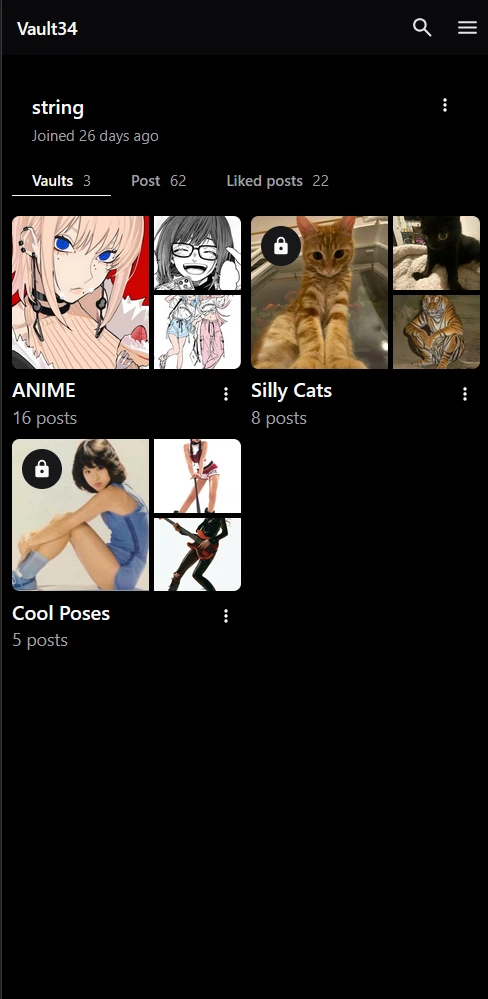 Vault34
string
Joined 26 days ago
Vaults 3 Post 62 Liked posts 22
ANIME
16 posts
Silly Cats
8 posts
Cool Poses
5 posts